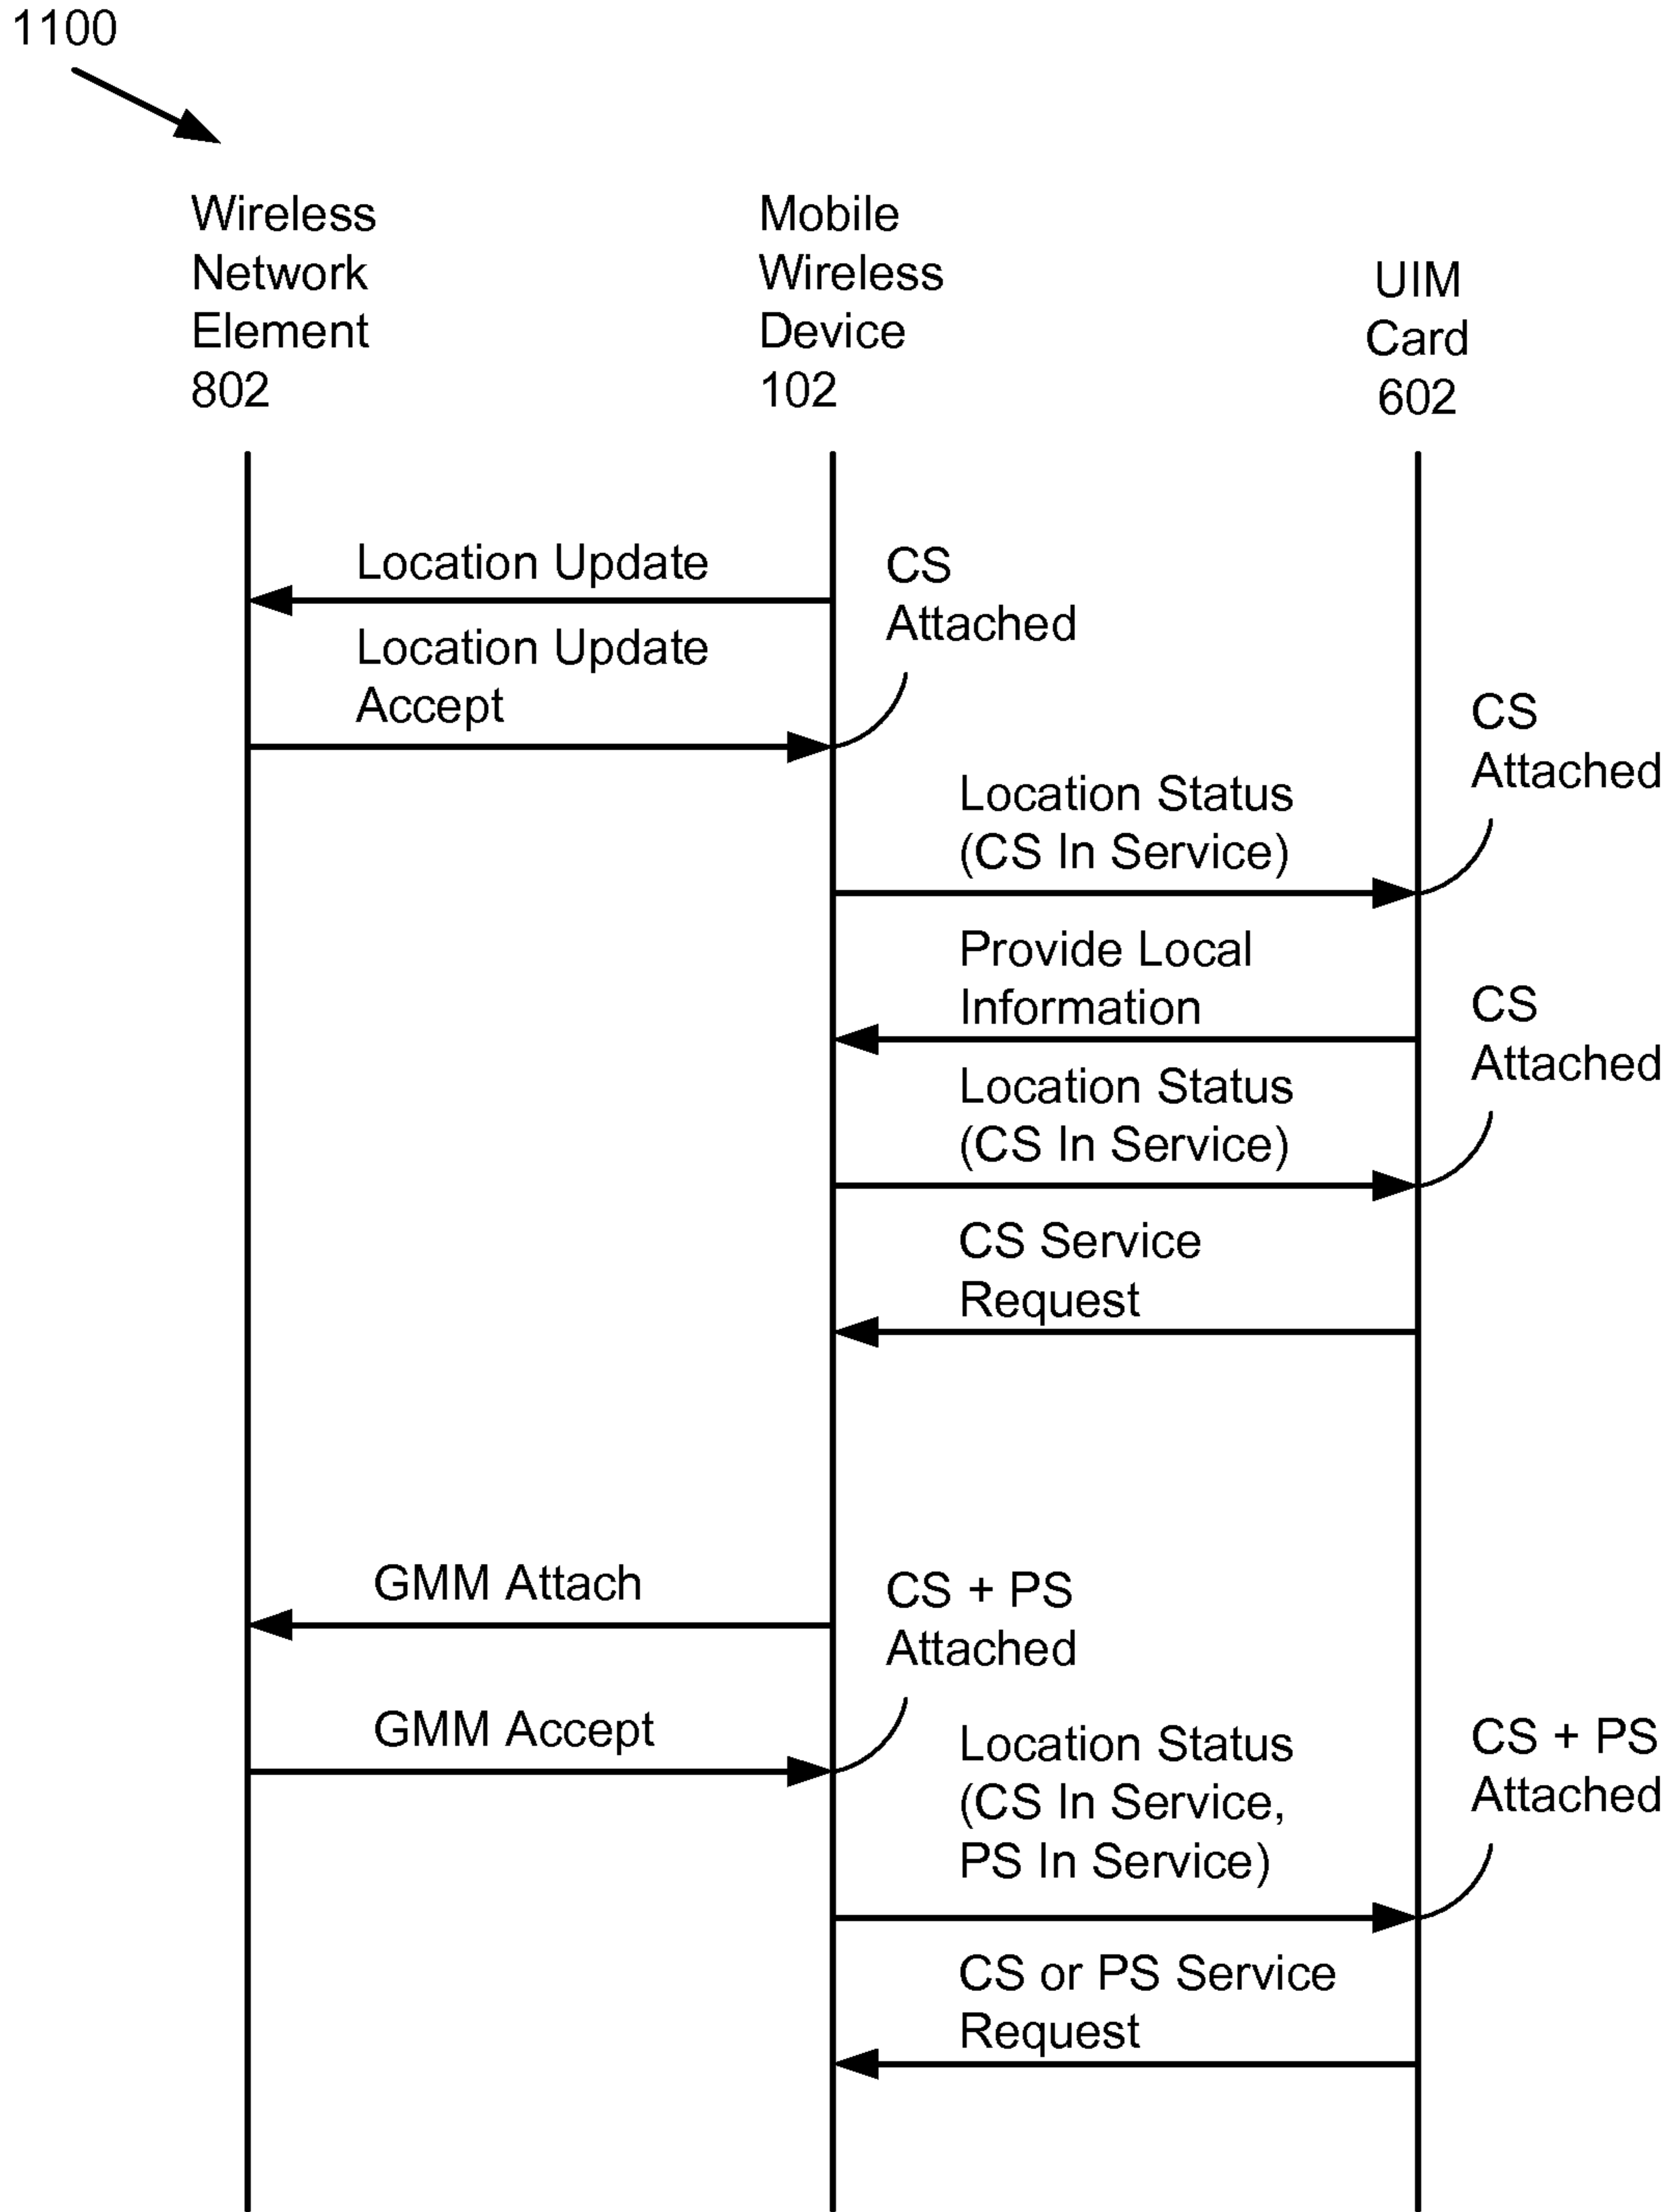 1100
Wireless
Network
Element
802
Mobile
Wireless
Device
102
UIM
Card
602
Location Update
CS
Attached
Location Update
Accept
CS
Attached
Location Status
(CS In Service)
Provide Local
Information
CS
Attached
Location Status
(CS In Service)
CS Service
Request
GMM Attach
CS + PS
Attached
GMM Accept
Location Status
(CS In Service,
PS In Service)
CS + PS
Attached
CS or PS Service
Request